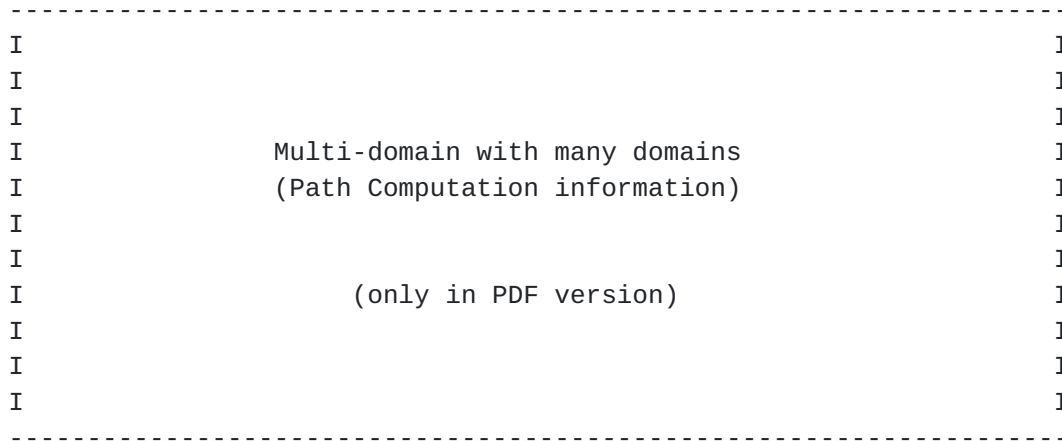 --------------------------------------------------------------------
I I
I I
I I
I Multi-domain with many domains I
I (Path Computation information) I
I I
I I
I (only in PDF version) I
I I
I I
I I
--------------------------------------------------------------------